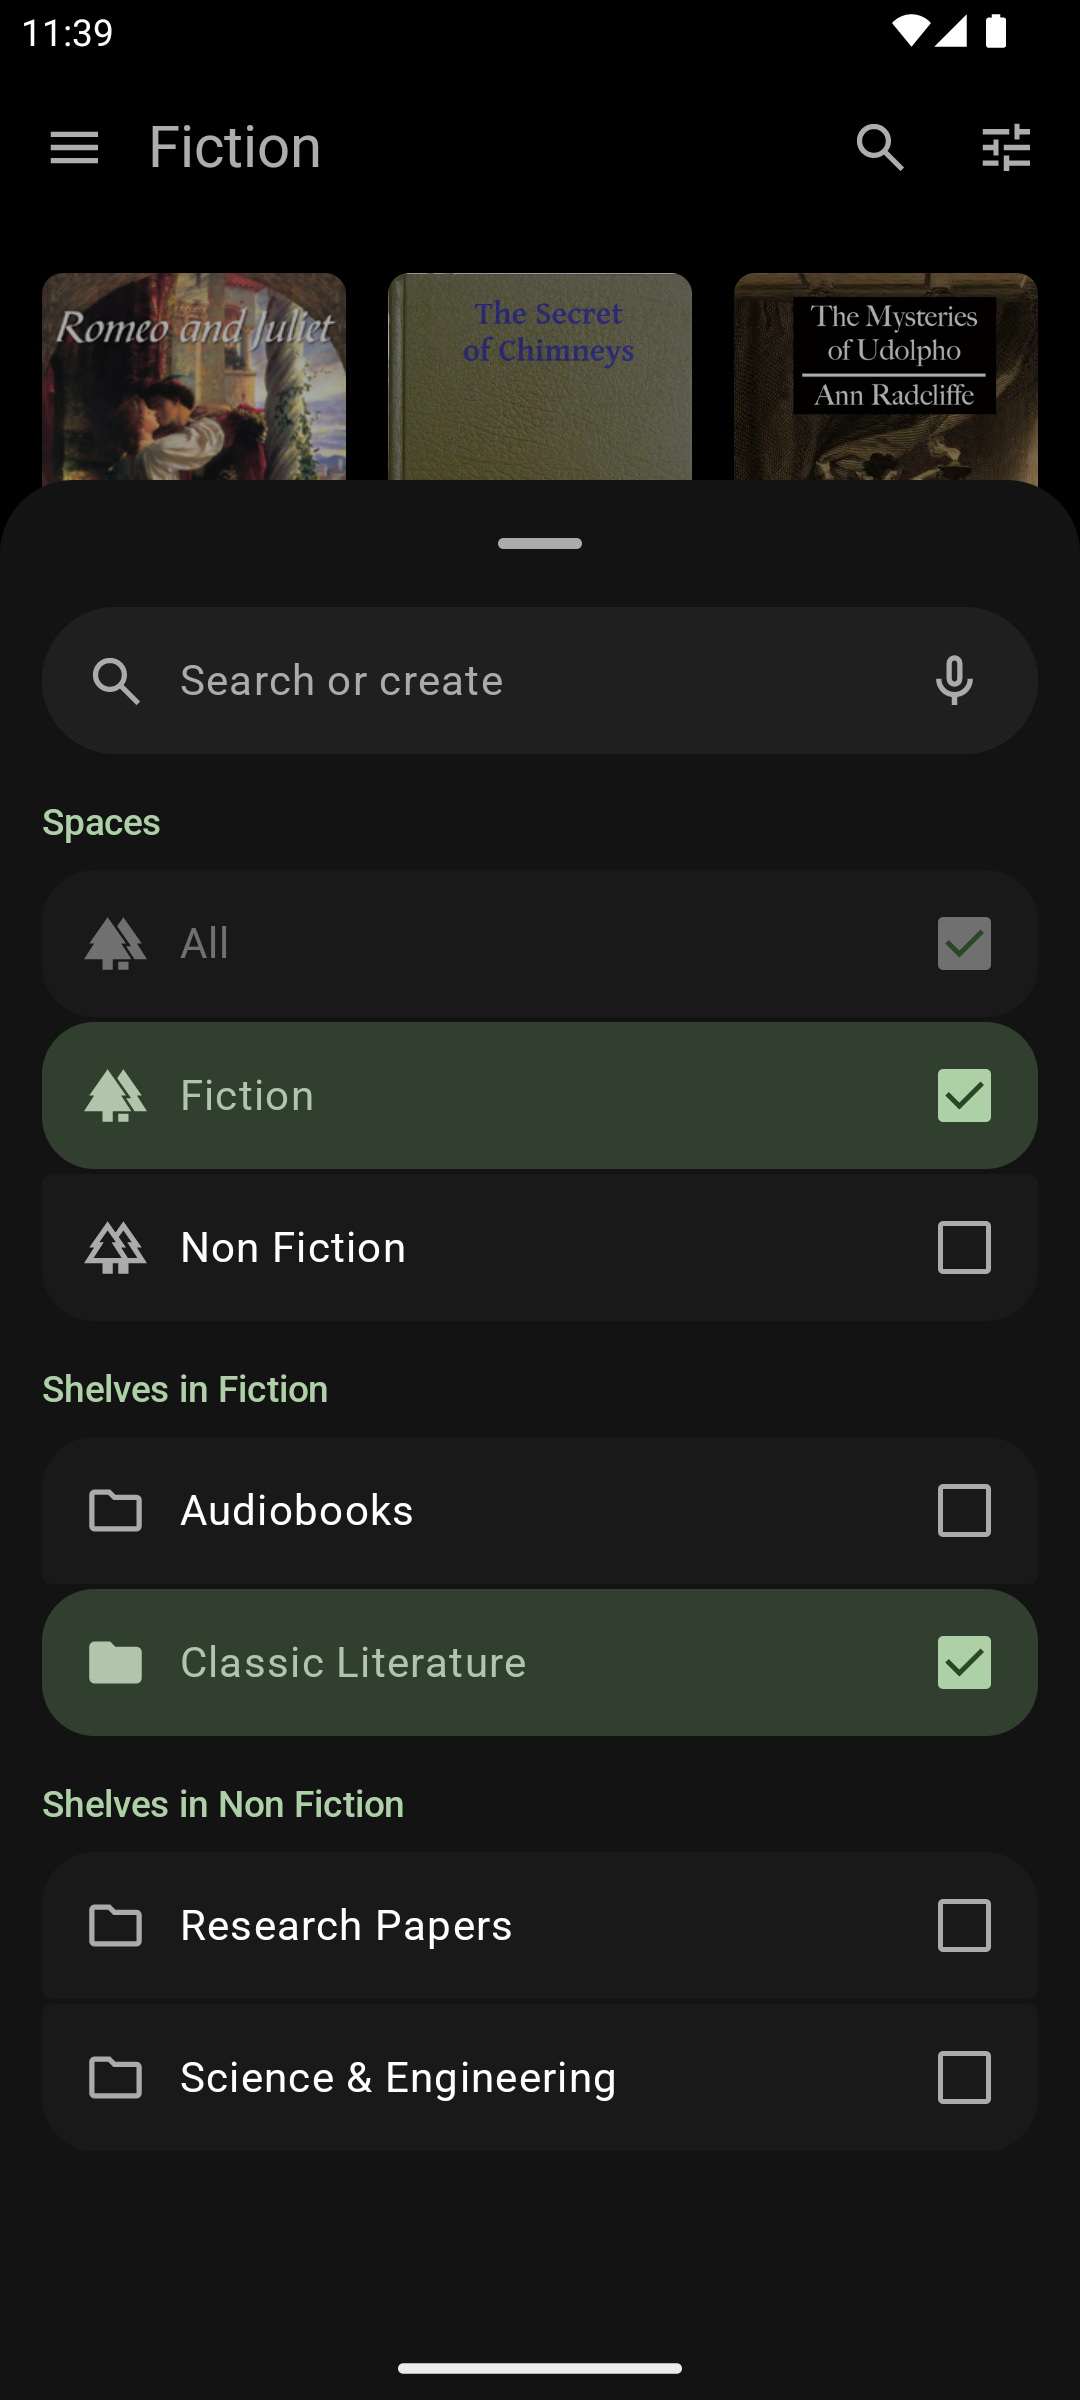 11:39
Fiction
Romeo and Juliet
The Secret
of Chimneys
The Mysteries
of Udolpho
Ann Radcliffe
Search or create
Spaces
All
Fiction
Non Fiction
Shelves in Fiction
Audiobooks
Classic Literature
Shelves in Non Fiction
Research Papers
Science & Engineering